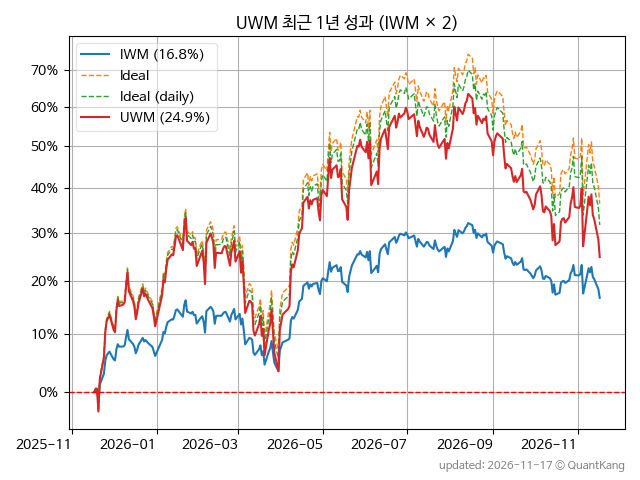 UWM 최근 1년 성과 (IWM × 2)
IWM (16.8%)
Ideal
Ideal (daily)
UWM (24.9%)
70%
60%
50%
40%
30%
20%
10%
0%
2025-11 2026-01 2026-03 2026-05 2026-07 2026-09 2026-11
updated: 2026-11-17 © QuantKang